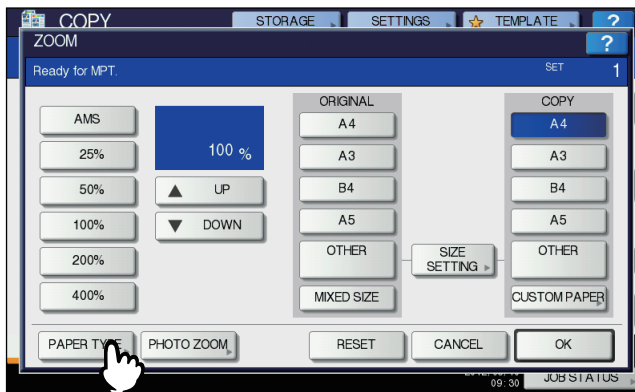 COPY STORAGE SETTINGS TEMPLATE ?
ZOOM ?
Ready for MPT. SET 1
ORIGINAL COPY
AMS A4 A4
25% 100 % A3 A3
50% UP B4 B4
100% DOWN A5 A5
200% OTHER SIZE SETTING OTHER
400% MIXED SIZE CUSTOM PAPER
PAPER PHOTO ZOOM RESET CANCEL OK
09:30 JOB STATUS